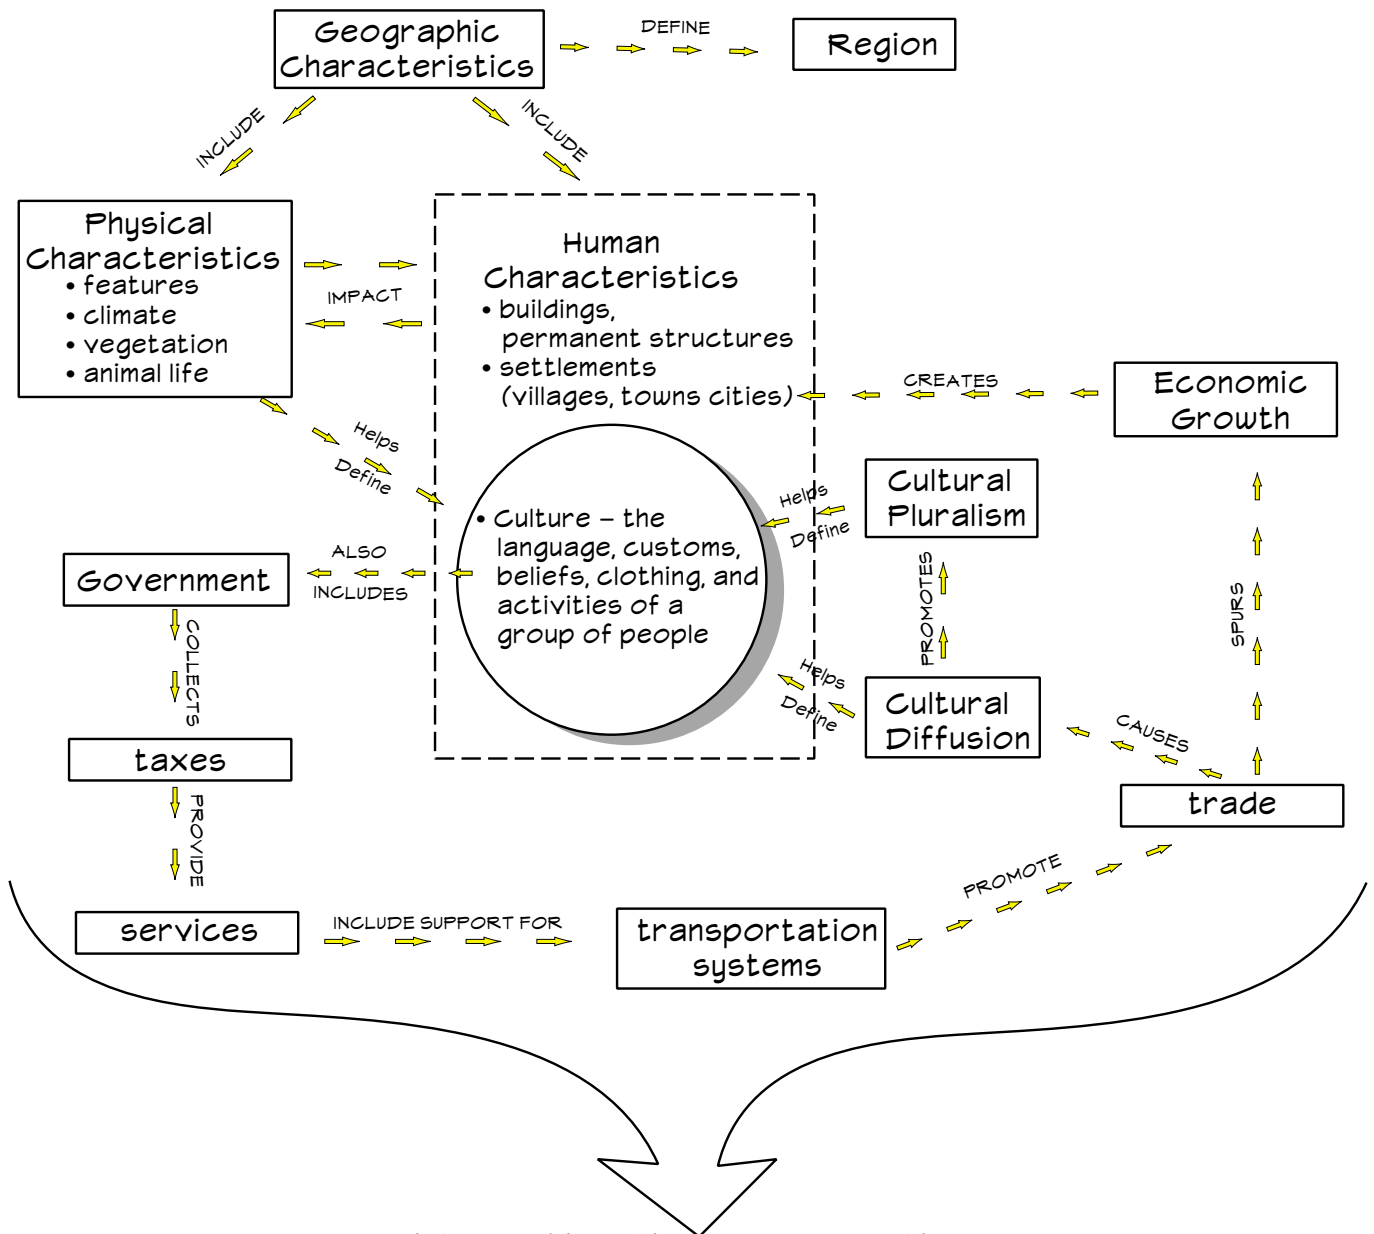 Geographic
Characteristics
DEFINE
Region
INCLUDE
INCLUDE
Physical
Characteristics
• features
• climate
• vegetation
• animal life
IMPACT
Human
Characteristics
• buildings,
permanent structures
• settlements
(villages, towns cities)
CREATES
Economic
Growth
Helps
Define
Cultural
Pluralism
Helps
Define
• Culture – the
language, customs,
beliefs, clothing, and
activities of a
group of people
ALSO
INCLUDES
Government
COLLECTS
PROMOTES
SPURS
Helps
Define
Cultural
Diffusion
CAUSES
taxes
trade
PROVIDE
PROMOTE
services
INCLUDE SUPPORT FOR
transportation
systems